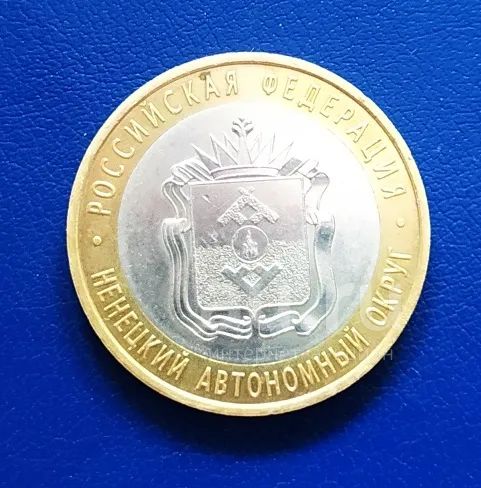 • РОССИЙСКАЯ ФЕДЕРАЦИЯ •
НЕНЕЦКИЙ АВТОНОМНЫЙ ОКРУГ